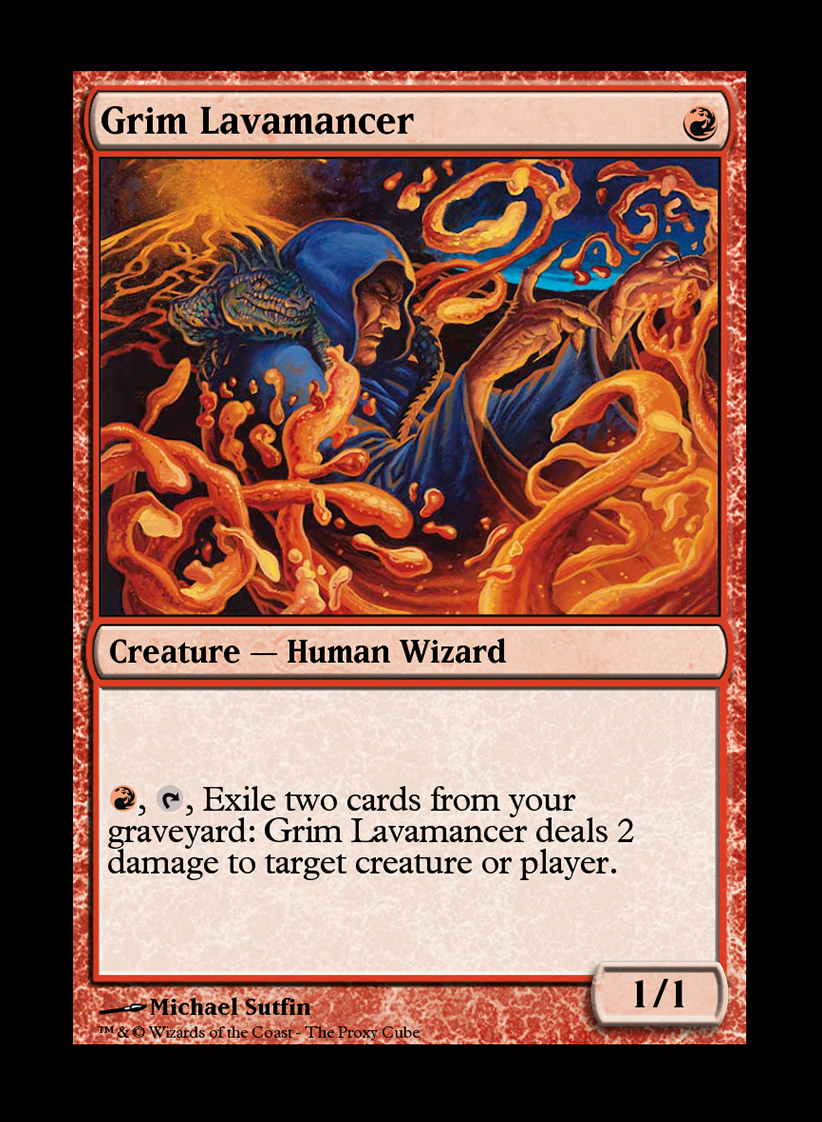 Grim Lavamancer
Creature — Human Wizard
, , Exile two cards from your
graveyard: Grim Lavamancer deals 2
damage to target creature or player.
1/1
Michael Sutfin
™ & © Wizards of the Coast - The Proxy Cube